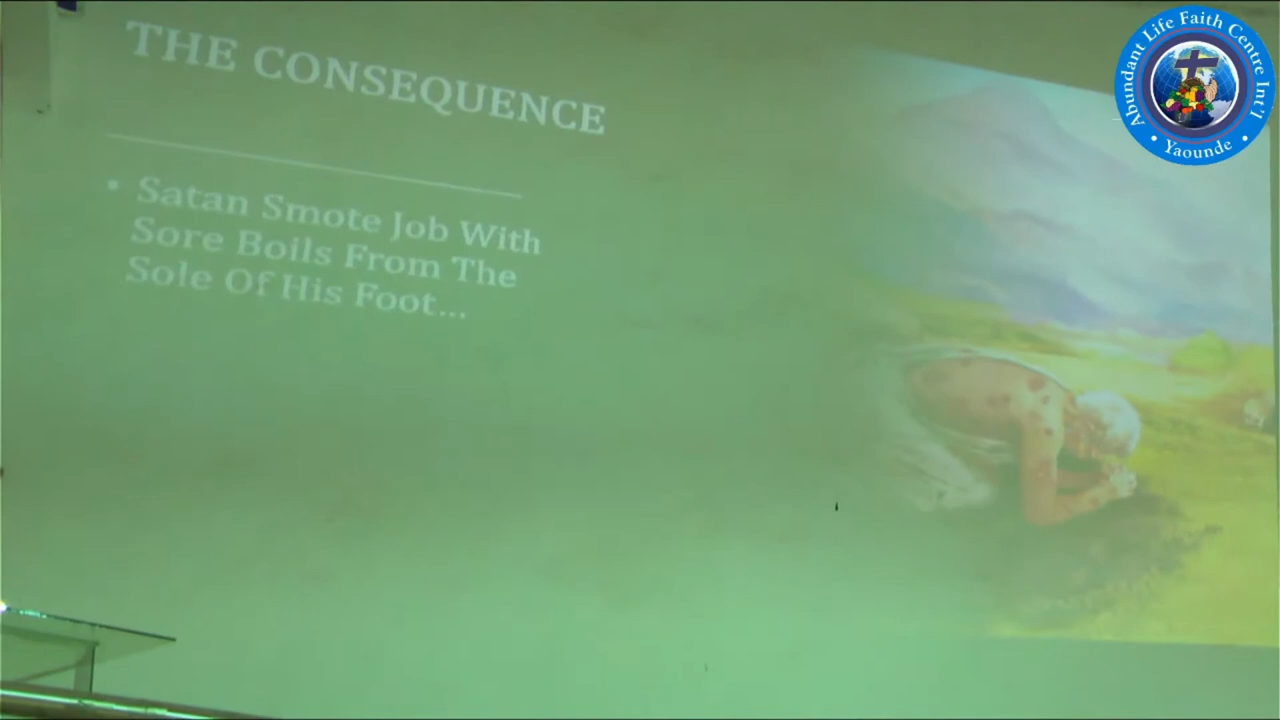 THE CONSEQUENCE
• Satan Smote Job With
Sore Boils From The
Sole Of His Foot...
Abundant Life Faith Centre Int'l
• Yaounde •